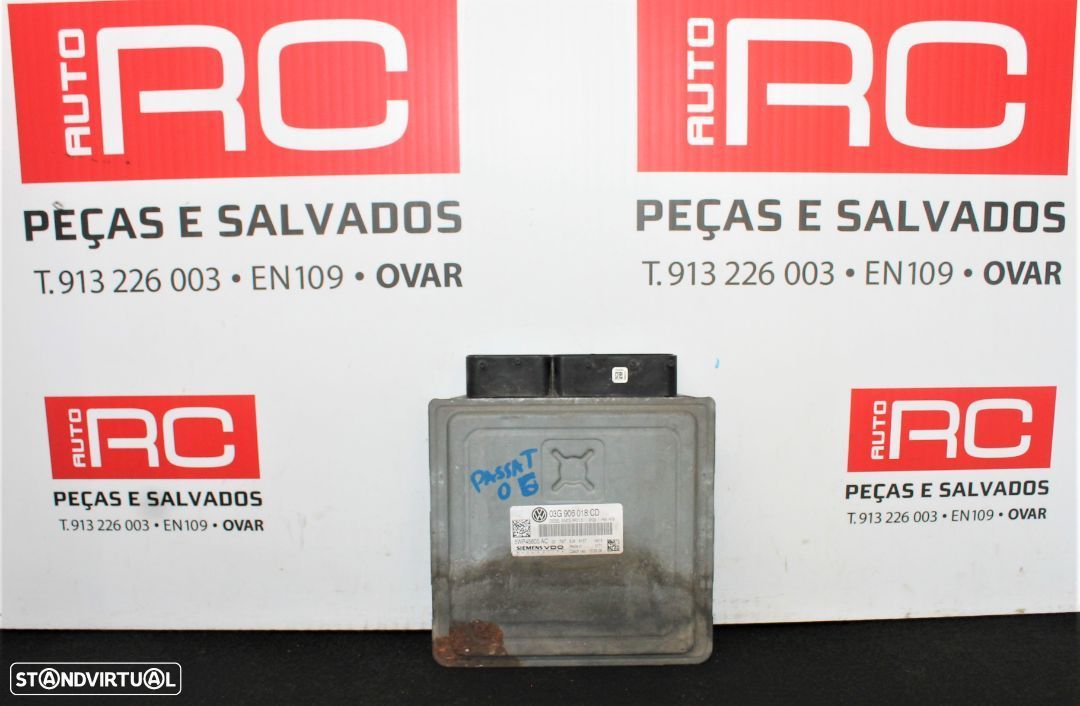 AUTO RC
PEÇAS E SALVADOS
T. 913 226 003 • EN109 • OVAR
AUTO RC
PEÇAS E SALVADOS
T. 913 226 003 • EN109 • OVAR
AUTO RC
PEÇAS E SALVADOS
T. 913 226 003 • EN109 • OVAR
AUTO RC
PEÇAS E SALVADOS
T. 913 226 003 • EN109 • OVAR
PASSAT
03G 906 018 CD
SIEMENS VDO
STANDVIRTUAL